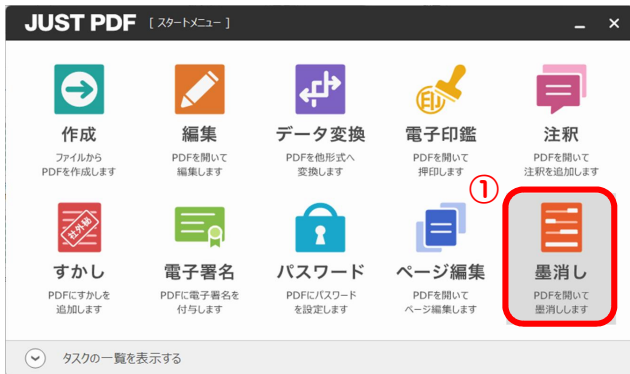 JUST PDF [ スタートメニュー ]
作成
ファイルから
PDFを作成します
編集
PDFを開いて
編集します
データ変換
PDFを他形式へ
変換します
印
電子印鑑
PDFを開いて
押印します
注釈
PDFを開いて
注釈を追加します
①
社外秘
すかし
PDFにすかしを
追加します
電子署名
PDFに電子署名を
付与します
パスワード
PDFにパスワード
を設定します
ページ編集
PDFを開いて
ページ編集します
墨消し
PDFを開いて
墨消しします
タスクの一覧を表示する